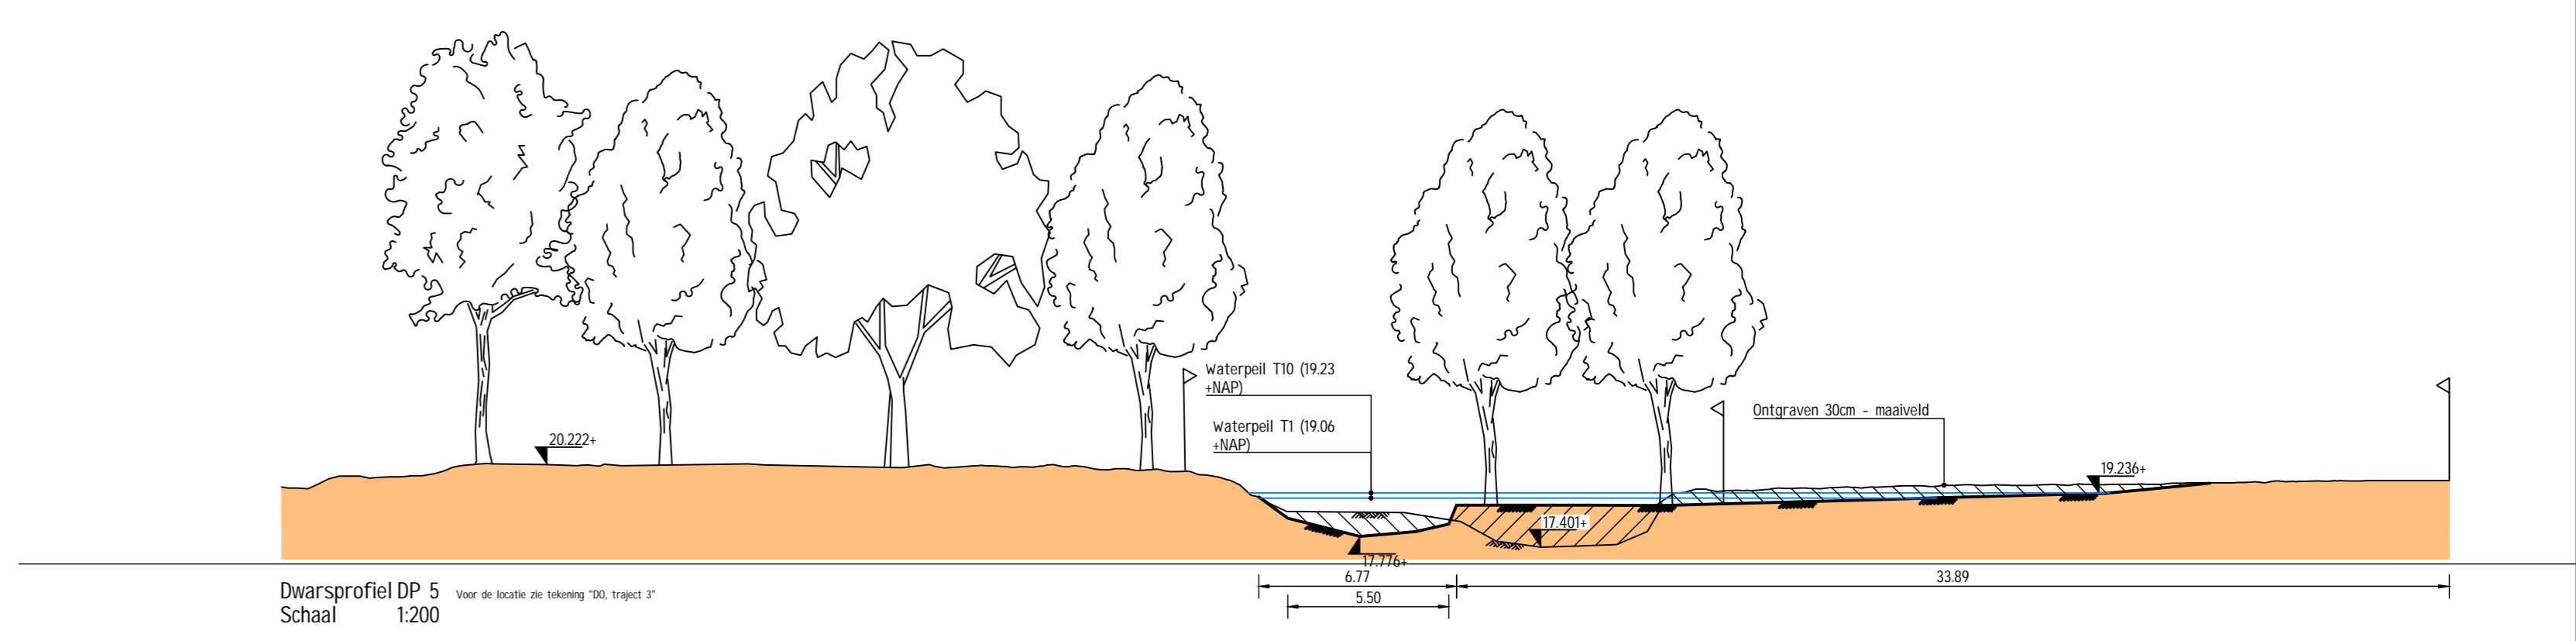 Waterpeil T10 (19.23
+NAP)
Waterpeil T1 (19.06
+NAP)
Ontgraven 30cm - maaiveld
20.222+
19.236+
17.401+
17.776+
6.77
33.89
5.50
Dwarsprofiel DP 5 Voor de locatie zie tekening "DO, traject 3"
Schaal 1:200